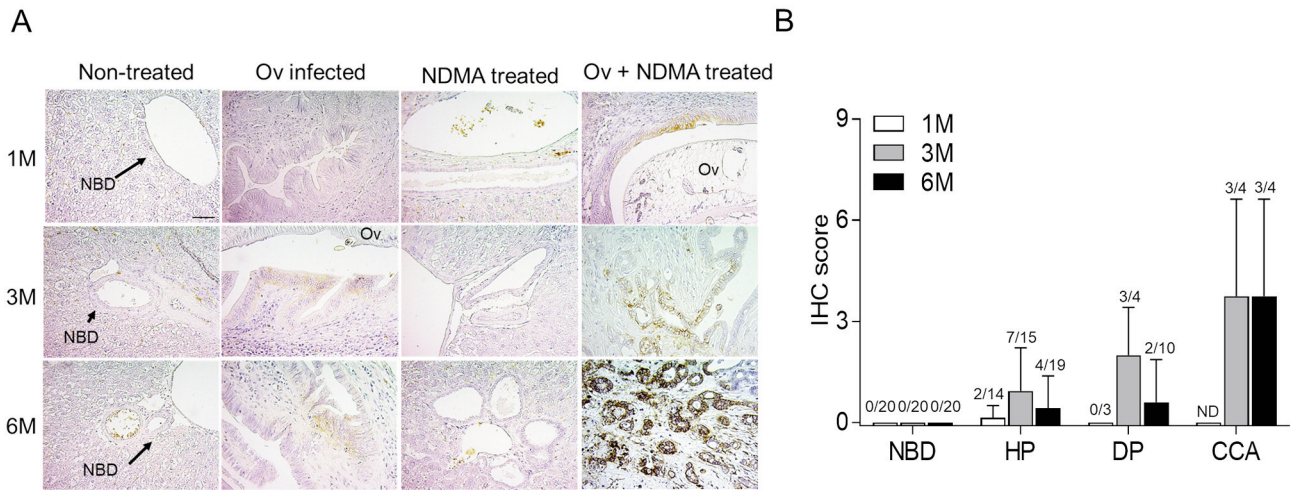 A
B
Non-treated
Ov infected
NDMA treated
Ov + NDMA treated
1M
NBD
Ov
3M
NBD
Ov
6M
NBD
9
6
3
0
IHC score
1M
3M
6M
0/20 0/20 0/20
2/14
7/15
4/19
0/3
3/4
2/10
ND
3/4
3/4
NBD
HP
DP
CCA